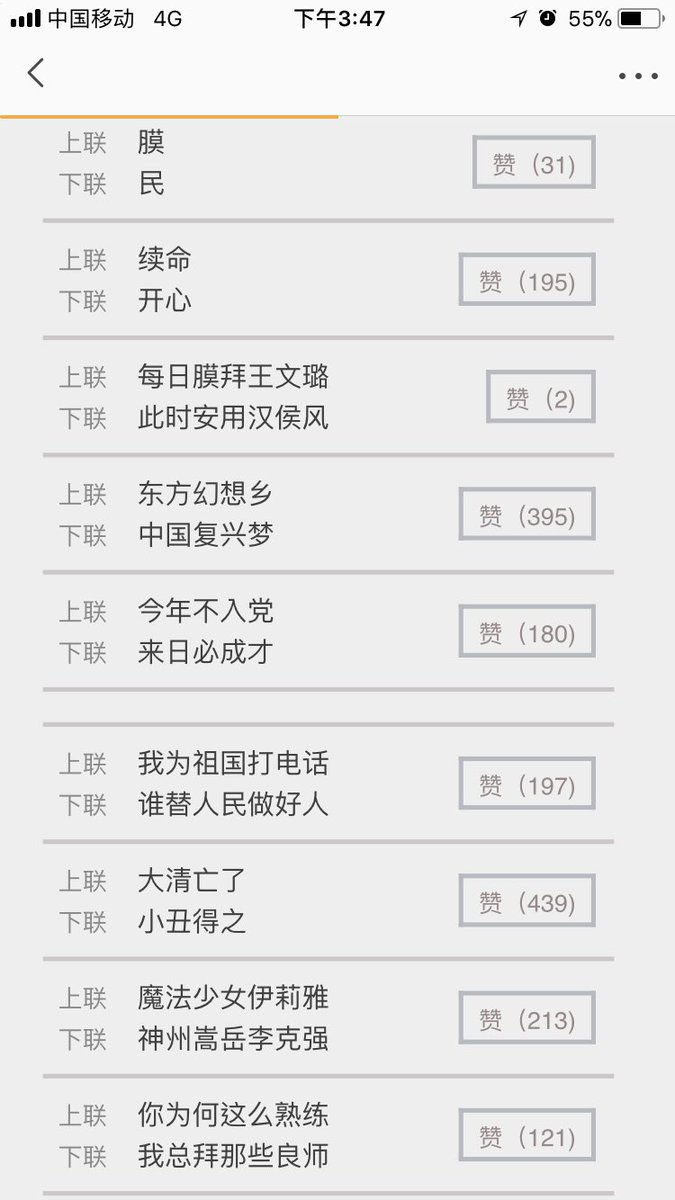 中国移动 4G 下午3:47 55%
上联 膜
下联 民
赞 (31)
上联 续命
下联 开心
赞 (195)
上联 每日膜拜王文璐
下联 此时安用汉侯风
赞 (2)
上联 东方幻想乡
下联 中国复兴梦
赞 (395)
上联 今年不入党
下联 来日必成才
赞 (180)
上联 我为祖国打电话
下联 谁替人民做好人
赞 (197)
上联 大清亡了
下联 小丑得之
赞 (439)
上联 魔法少女伊莉雅
下联 神州嵩岳李克强
赞 (213)
上联 你为何这么熟练
下联 我总拜那些良师
赞 (121)